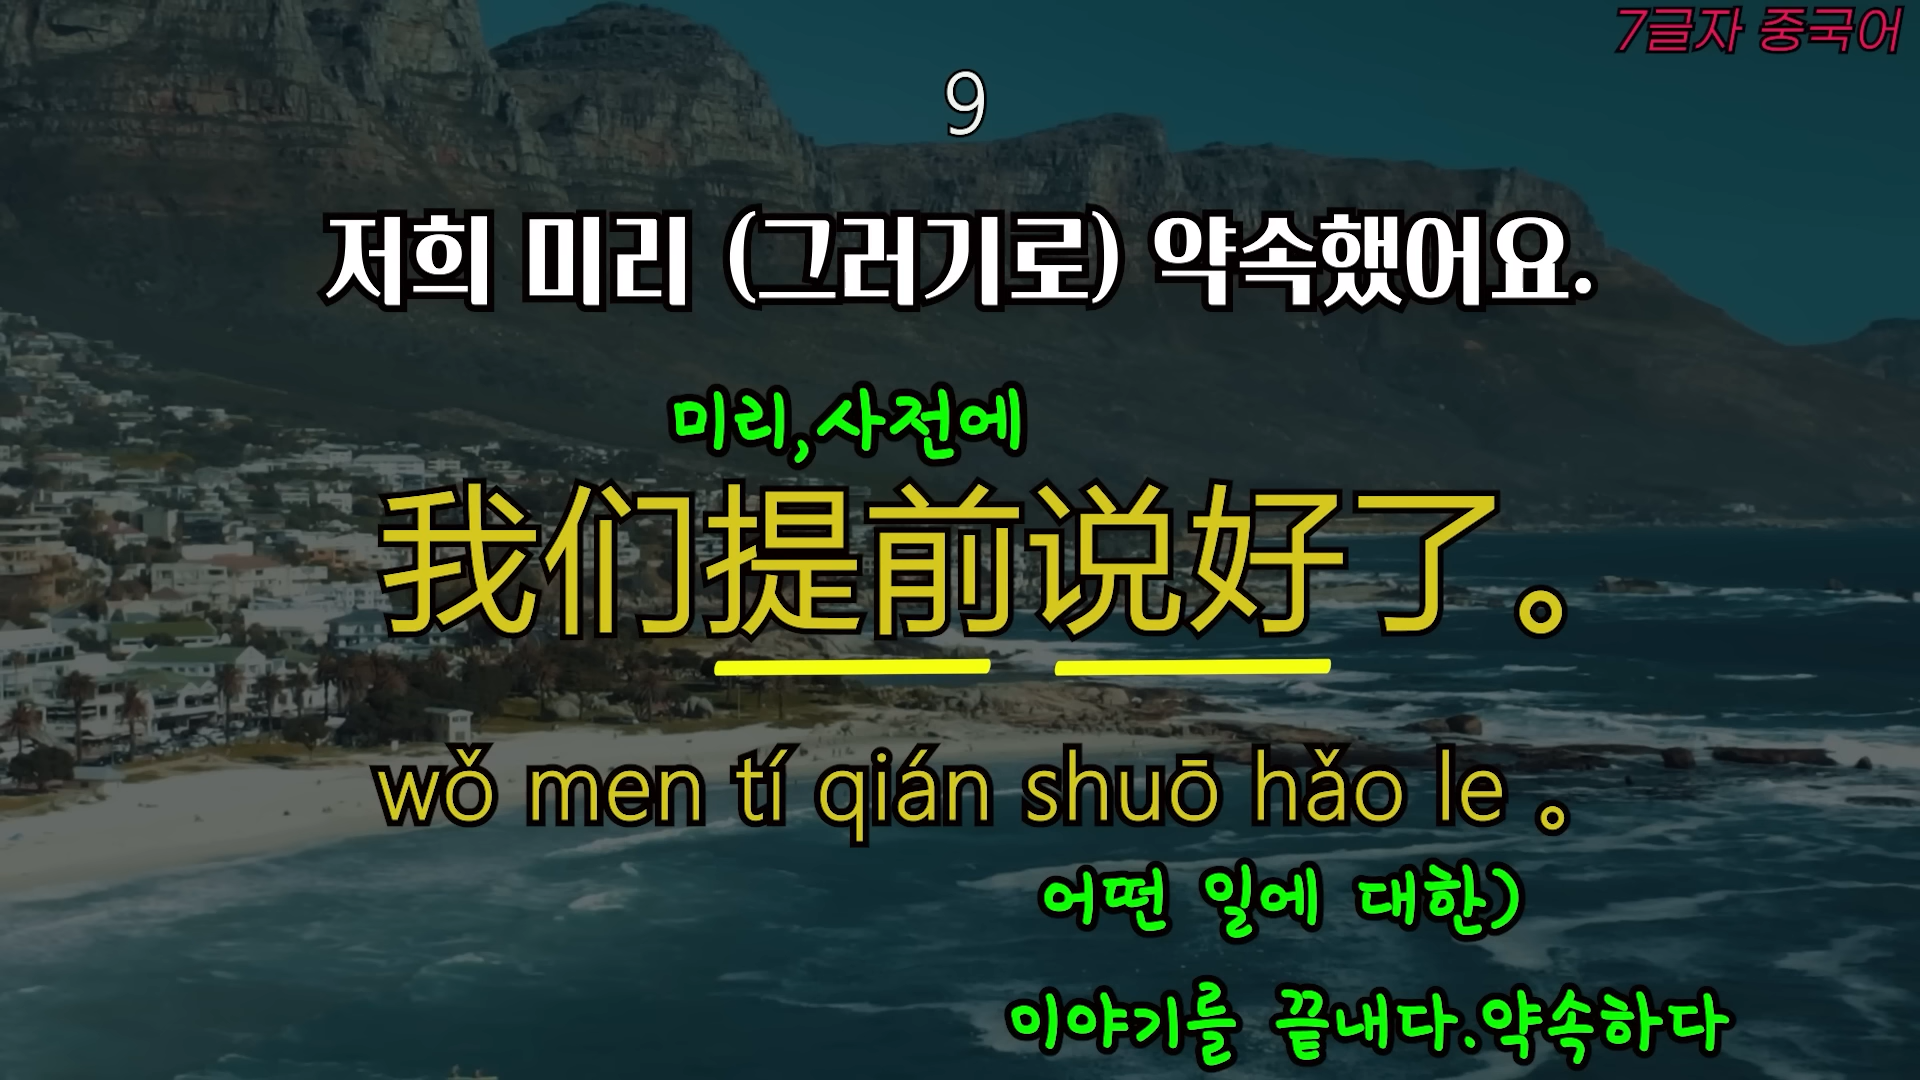 7글자 중국어
9
저희 미리 (그러기로) 약속했어요.
미리,사전에
我们提前说好了。
wǒ men tí qián shuō hǎo le 。
어떤 일에 대한)
이야기를 끝내다.약속하다